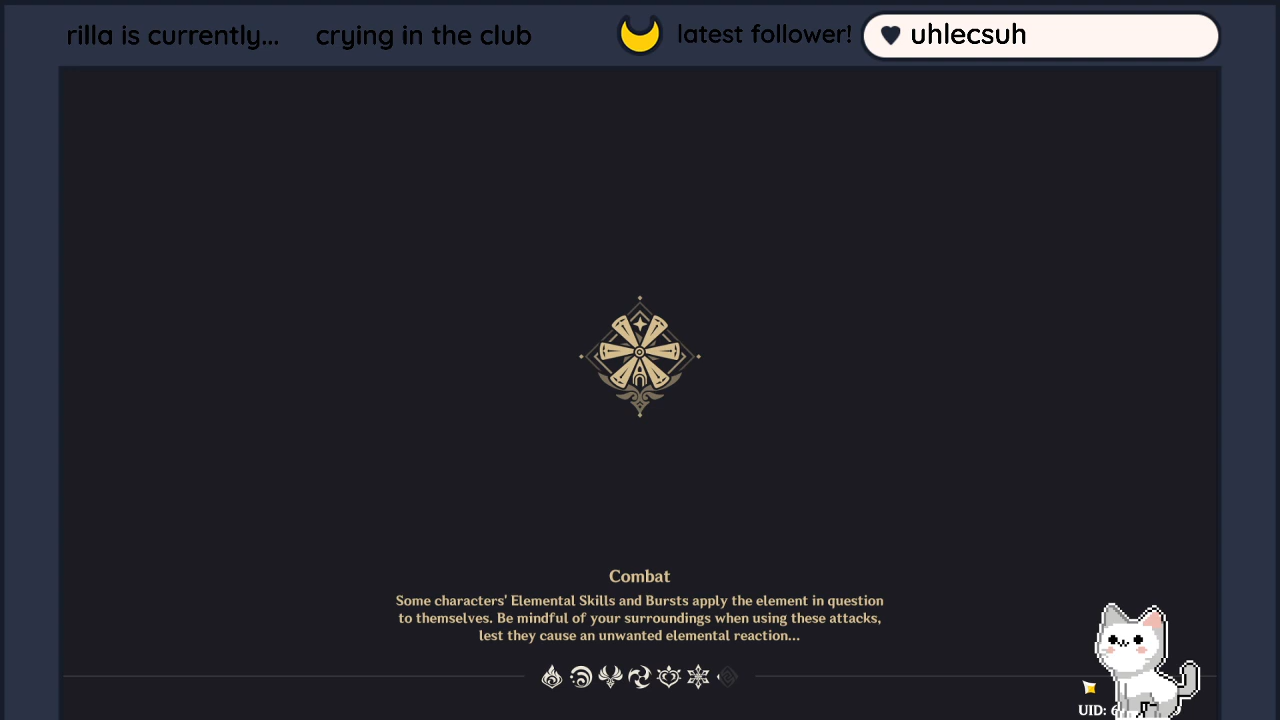 rilla is currently... crying in the club
latest follower! uhlecsuh
Combat
Some characters' Elemental Skills and Bursts apply the element in question
to themselves. Be mindful of your surroundings when using these attacks,
lest they cause an unwanted elemental reaction...
UID: